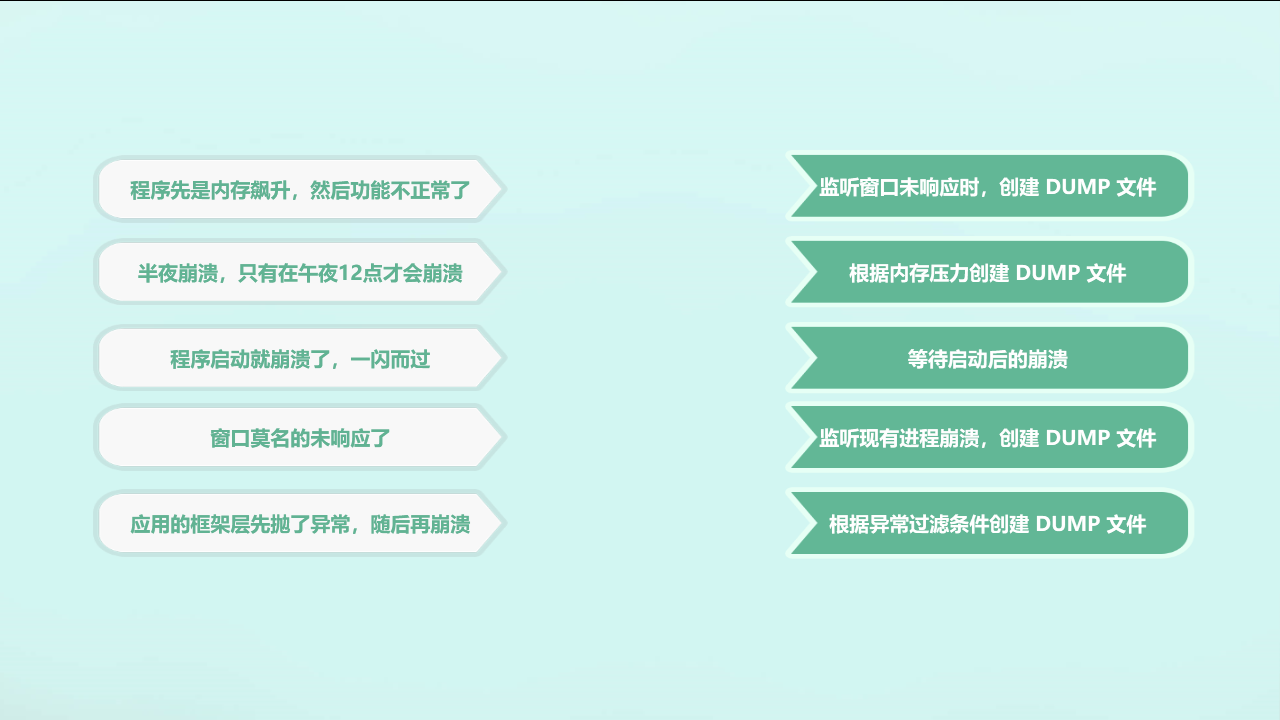 程序先是内存飙升，然后功能不正常了
半夜崩溃，只有在午夜12点才会崩溃
程序启动就崩溃了，一闪而过
窗口莫名的未响应了
应用的框架层先抛了异常，随后再崩溃
监听窗口未响应时，创建 DUMP 文件
根据内存压力创建 DUMP 文件
等待启动后的崩溃
监听现有进程崩溃，创建 DUMP 文件
根据异常过滤条件创建 DUMP 文件